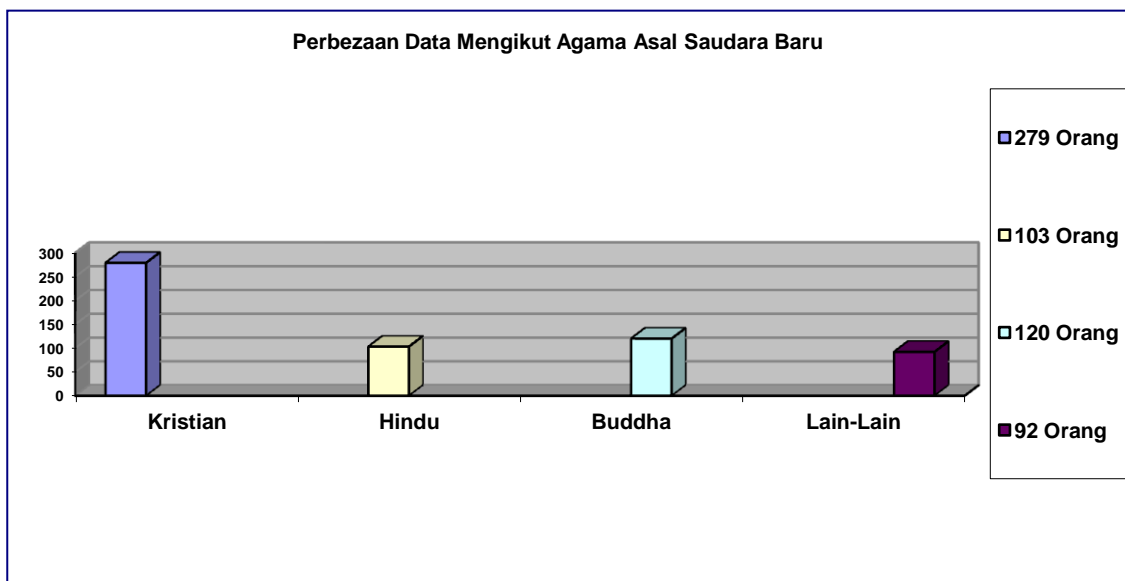 Perbezaan Data Mengikut Agama Asal Saudara Baru
300
250
200
150
100
50
0
Kristian
Hindu
Buddha
Lain-Lain
279 Orang
103 Orang
120 Orang
92 Orang